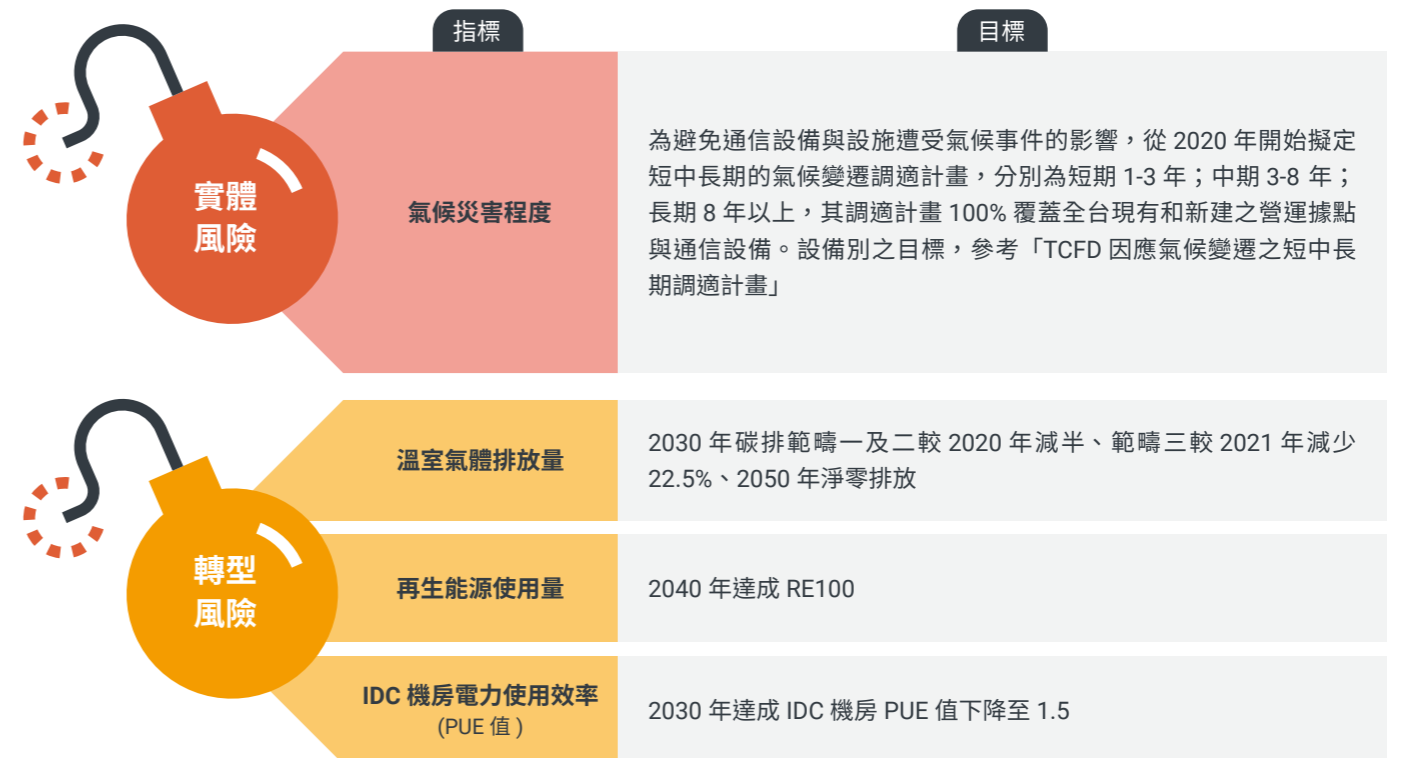 指標
目標
實體
風險
氣候災害程度
為避免通信設備與設施遭受氣候事件的影響，從 2020 年開始擬定
短中長期的氣候變遷調適計畫，分別為短期 1-3 年；中期 3-8 年；
長期 8 年以上，其調適計畫 100% 覆蓋全台現有和新建之營運據點
與通信設備。設備別之目標，參考「TCFD 因應氣候變遷之短中長
期調適計畫」
轉型
風險
溫室氣體排放量
2030 年碳排範疇一及二較 2020 年減半、範疇三較 2021 年減少
22.5%、2050 年淨零排放
再生能源使用量
2040 年達成 RE100
IDC 機房電力使用效率
(PUE 值 )
2030 年達成 IDC 機房 PUE 值下降至 1.5